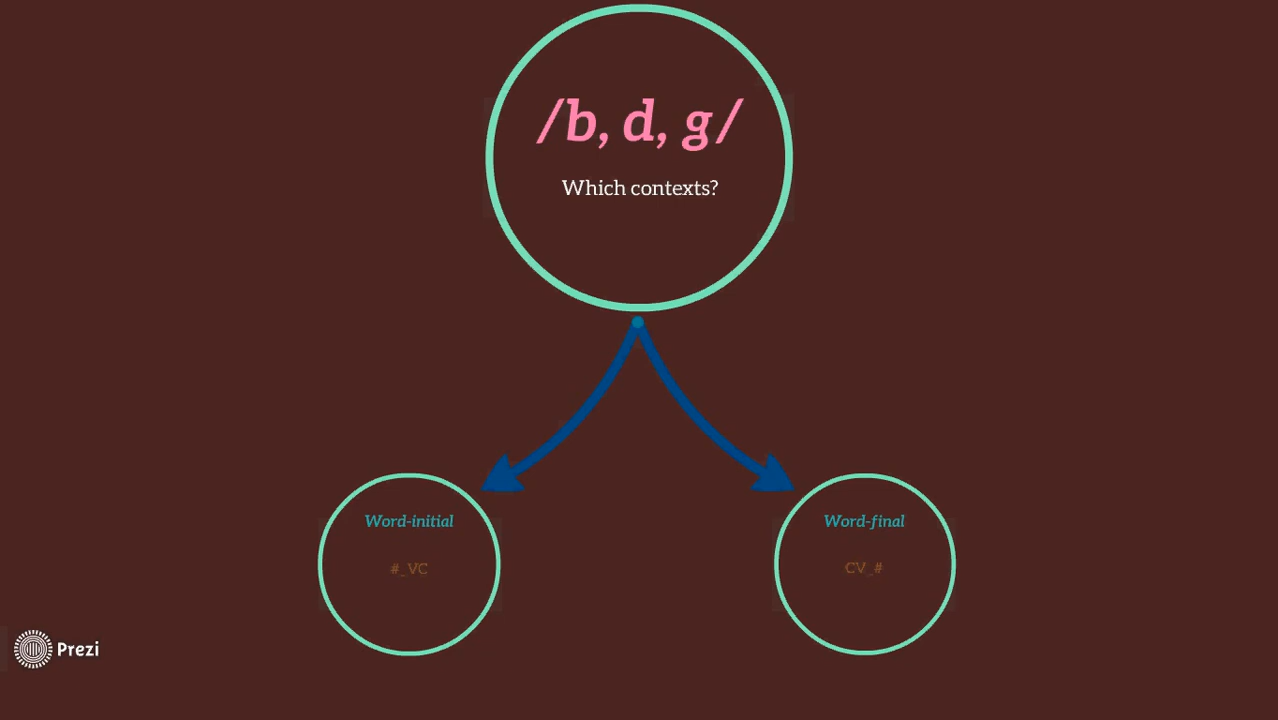 /b, d, g/
Which contexts?
Word-initial
#_VC
Word-final
CV_#
Prezi